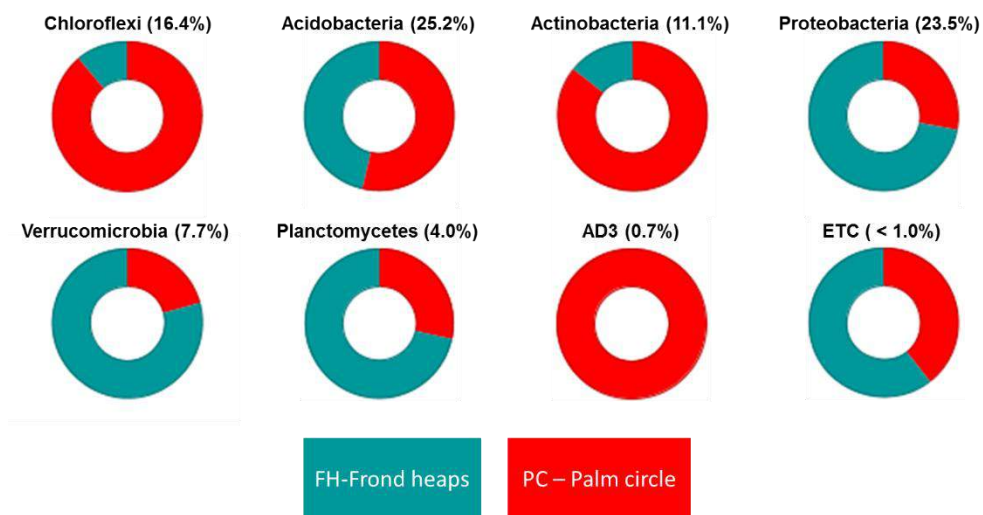 Chloroflexi (16.4%)
Acidobacteria (25.2%)
Actinobacteria (11.1%)
Proteobacteria (23.5%)
Verrucomicrobia (7.7%)
Planctomycetes (4.0%)
AD3 (0.7%)
ETC ( < 1.0%)
FH-Frond heaps
PC – Palm circle